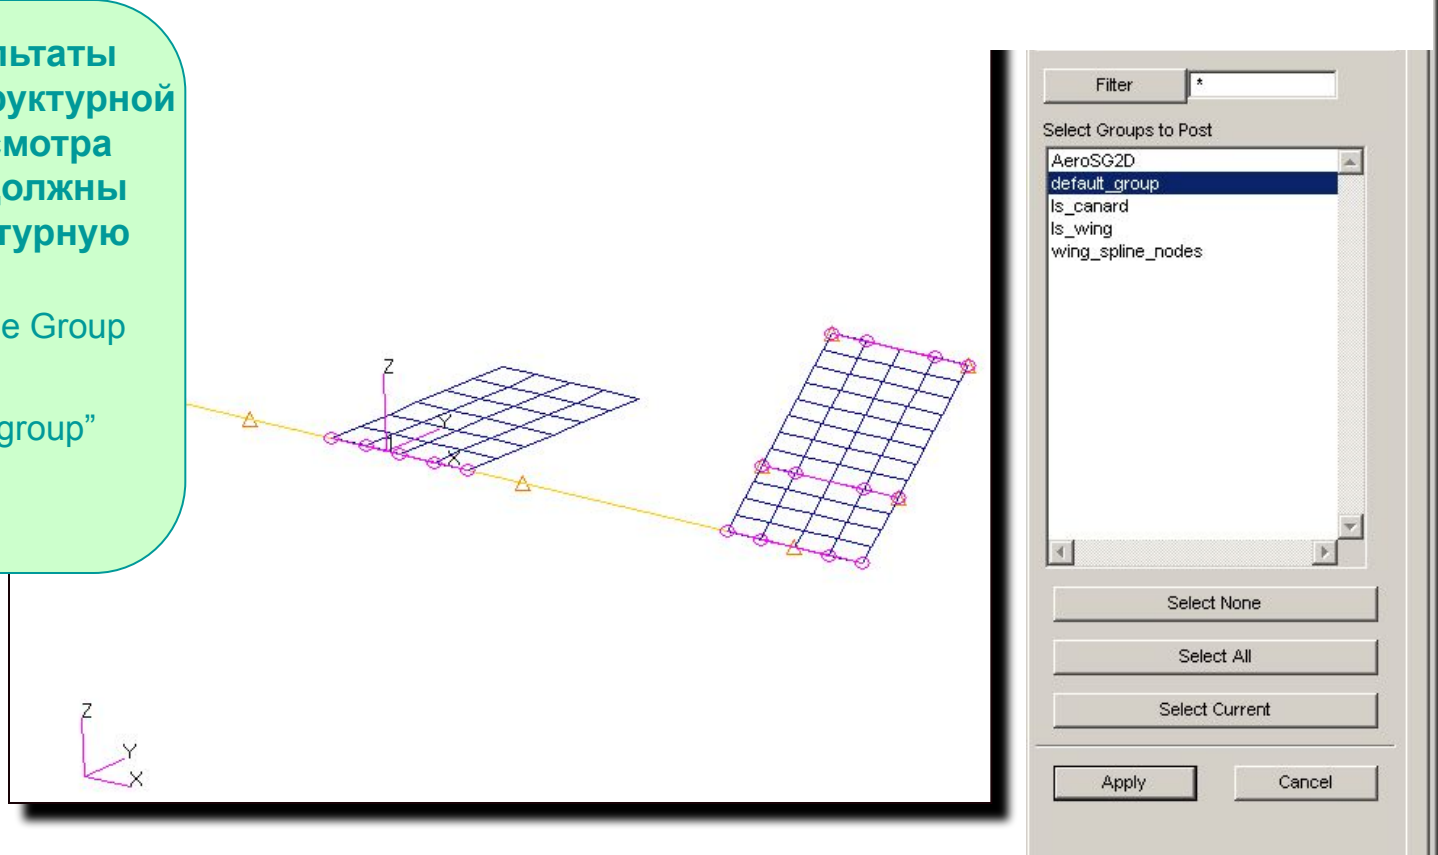 льтаты
руктурной
смотра
должны
турную
e Group
group”
Z
Y
X
Z
Y
X
Filter
*
Select Groups to Post
AeroSG2D
default_group
ls_canard
ls_wing
wing_spline_nodes
Select None
Select All
Select Current
Apply
Cancel